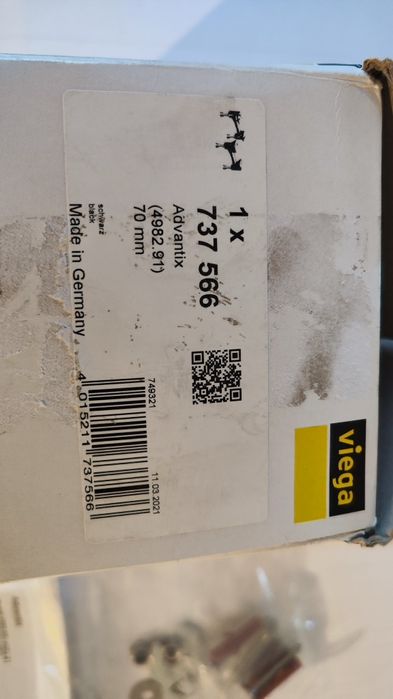 1 x
737 566
Advantix
(4982.91)
70 mm
schwarz
black
Made in Germany
749321
11.03.2021
4 015211 737566
viega